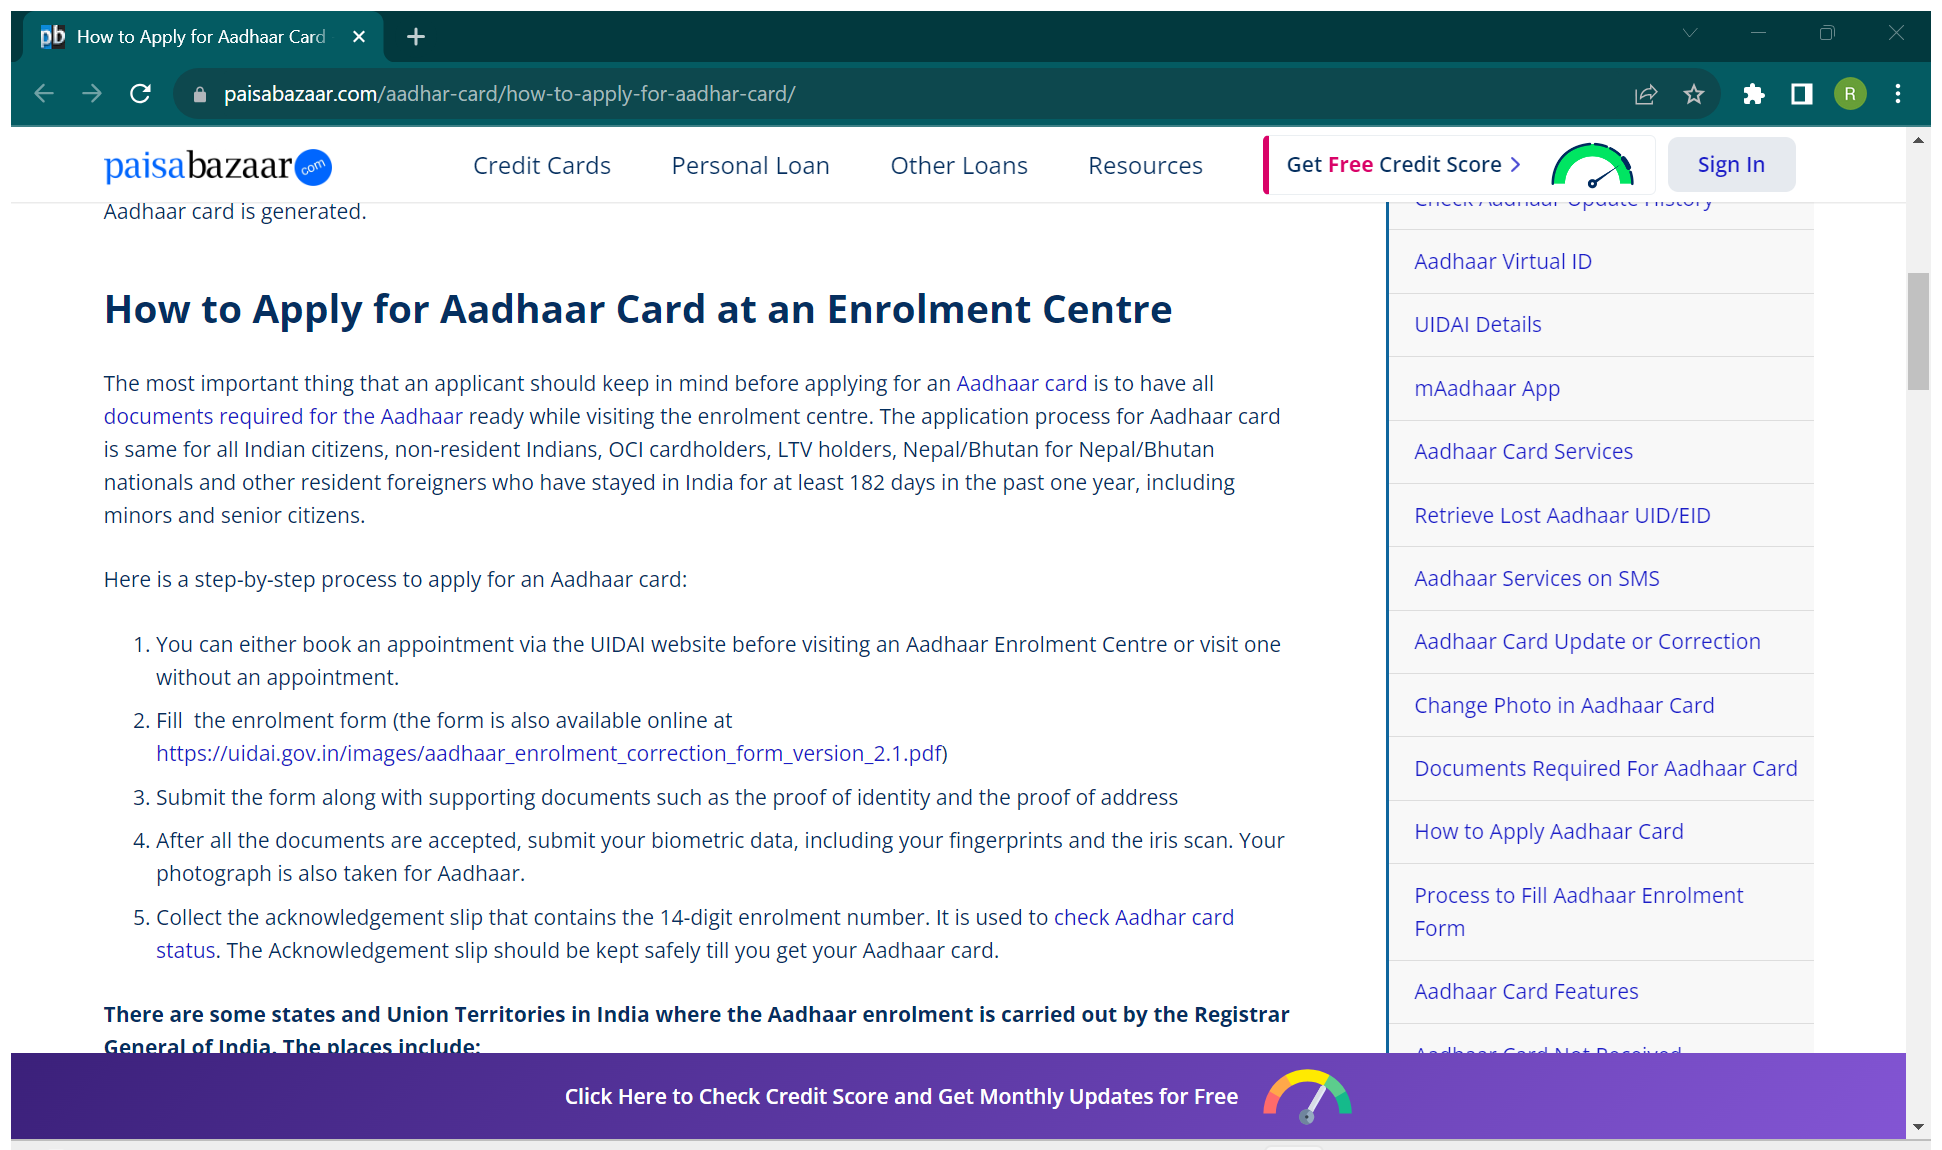 pb How to Apply for Aadhaar Card
paisabazaar.com/aadhar-card/how-to-apply-for-aadhar-card/
R
paisabazaar com
Credit Cards
Personal Loan
Other Loans
Resources
Get Free Credit Score >
Sign In
Aadhaar card is generated.
How to Apply for Aadhaar Card at an Enrolment Centre
The most important thing that an applicant should keep in mind before applying for an Aadhaar card is to have all
documents required for the Aadhaar ready while visiting the enrolment centre. The application process for Aadhaar card
is same for all Indian citizens, non-resident Indians, OCI cardholders, LTV holders, Nepal/Bhutan for Nepal/Bhutan
nationals and other resident foreigners who have stayed in India for at least 182 days in the past one year, including
minors and senior citizens.
Here is a step-by-step process to apply for an Aadhaar card:
1. You can either book an appointment via the UIDAI website before visiting an Aadhaar Enrolment Centre or visit one
without an appointment.
2. Fill  the enrolment form (the form is also available online at
https://uidai.gov.in/images/aadhaar_enrolment_correction_form_version_2.1.pdf)
3. Submit the form along with supporting documents such as the proof of identity and the proof of address
4. After all the documents are accepted, submit your biometric data, including your fingerprints and the iris scan. Your
photograph is also taken for Aadhaar.
5. Collect the acknowledgement slip that contains the 14-digit enrolment number. It is used to check Aadhar card
status. The Acknowledgement slip should be kept safely till you get your Aadhaar card.
There are some states and Union Territories in India where the Aadhaar enrolment is carried out by the Registrar
General of India. The places include:
Check Aadhaar Update History
Aadhaar Virtual ID
UIDAI Details
mAadhaar App
Aadhaar Card Services
Retrieve Lost Aadhaar UID/EID
Aadhaar Services on SMS
Aadhaar Card Update or Correction
Change Photo in Aadhaar Card
Documents Required For Aadhaar Card
How to Apply Aadhaar Card
Process to Fill Aadhaar Enrolment
Form
Aadhaar Card Features
Aadhaar Card Not Received
Click Here to Check Credit Score and Get Monthly Updates for Free